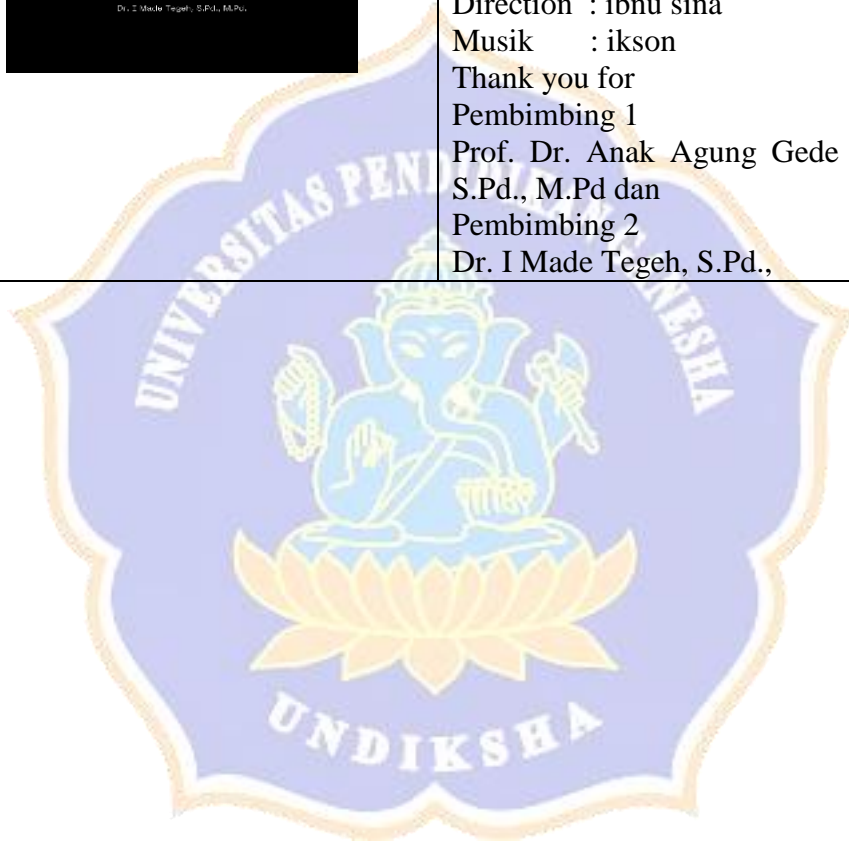 Dr. I Made Tegeh, S.Pd., M.Pd.
Direction : ibnu sina
Musik : ikson
Thank you for
Pembimbing 1
Prof. Dr. Anak Agung Gede
S.Pd., M.Pd dan
Pembimbing 2
Dr. I Made Tegeh, S.Pd.,
UNIVERSITAS PENDIDIKAN GANESHA
UNDIKSHA